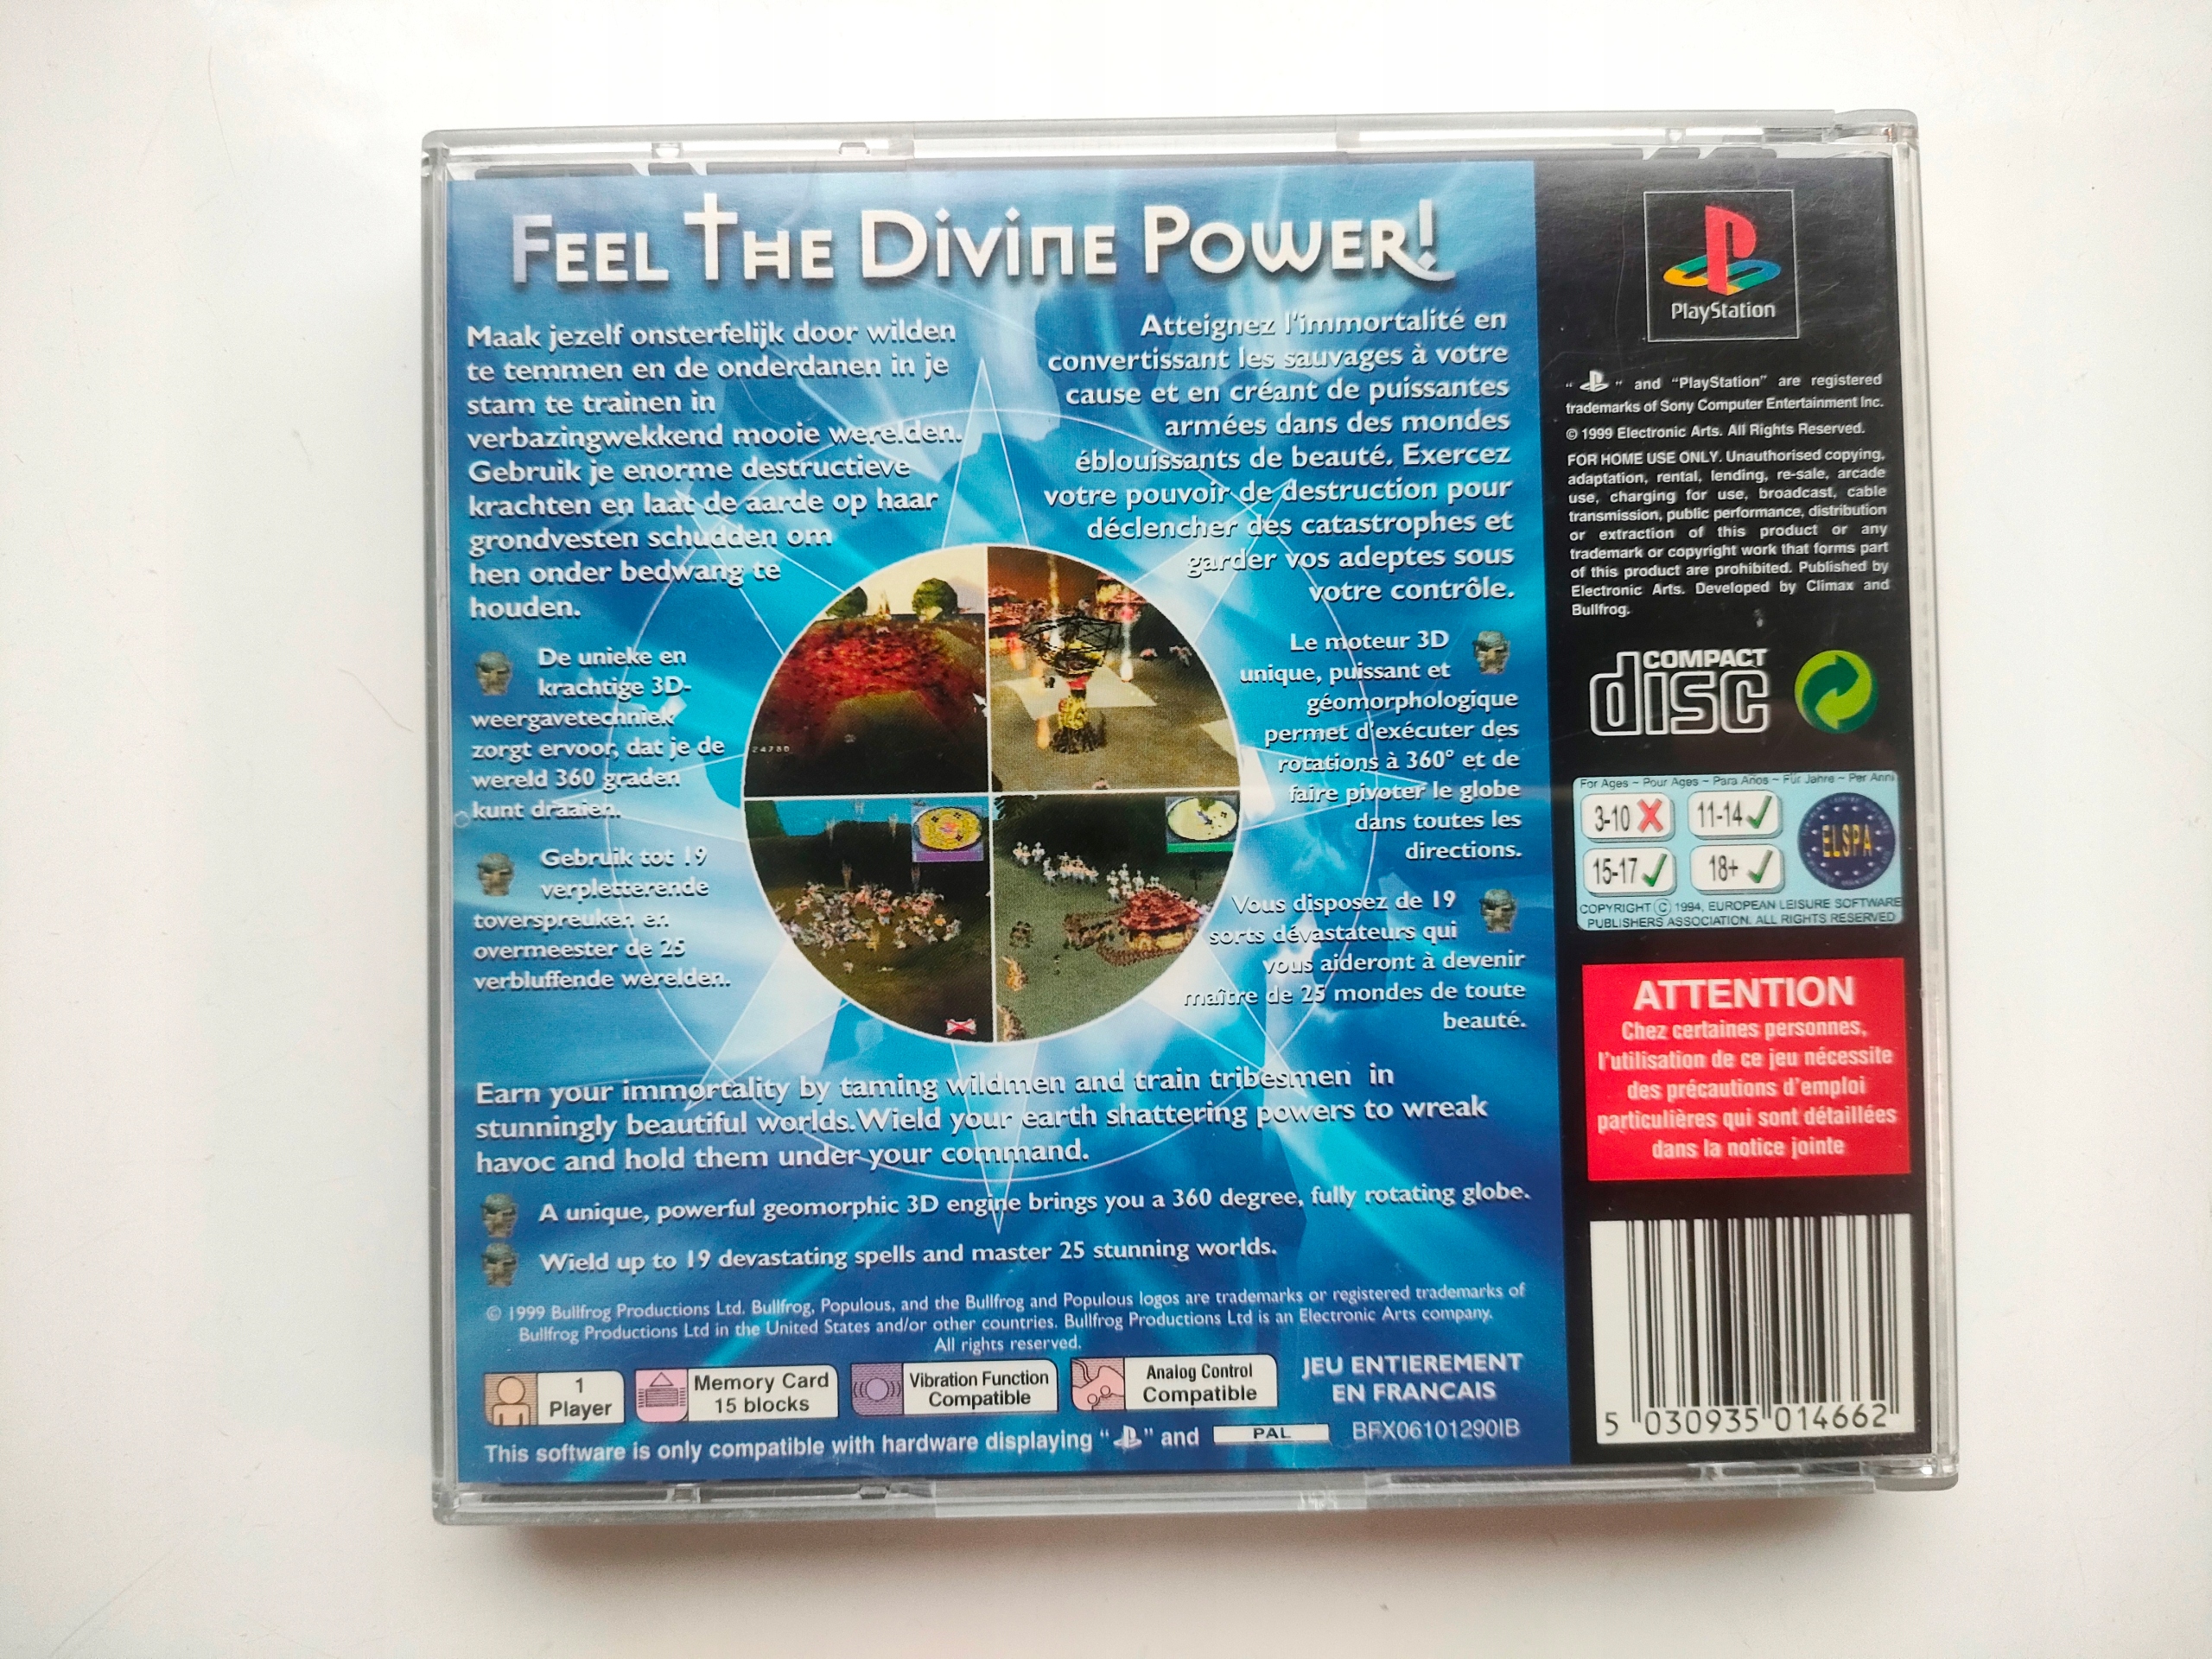 FEEL THE DIVINE POWER!
Maak jezelf onsterfelijk door wilden
te temmen en de onderdanen in je
stam te trainen in
verbazingwekkend mooie werelden.
Gebruik je enorme destructieve
krachten en laat de aarde op haar
grondvesten schudden om
hen onder bedwang te
houden.
De unieke en
krachtige 3D-
weergavetechniek
zorgt ervoor, dat je de
wereld 360 graden
kunt draaien.
Gebruik tot 19
verpletterende
toverspreuken en
overmeester de 25
verbluffende werelden.
Atteignez l'immortalité en
convertissant les sauvages à votre
cause et en créant de puissantes
armées dans des mondes
éblouissants de beauté. Exercez
votre pouvoir de destruction pour
déclencher des catastrophes et
garder vos adeptes sous
votre contrôle.
Le moteur 3D
unique, puissant et
géomorphologique
permet d'exécuter des
rotations à 360° et de
faire pivoter le globe
dans toutes les
directions.
Vous disposez de 19
sorts dévastateurs qui
vous aideront à devenir
maître de 25 mondes de toute
beauté.
24780
Earn your immortality by taming wildmen and train tribesmen in
stunningly beautiful worlds.Wield your earth shattering powers to wreak
havoc and hold them under your command.
A unique, powerful geomorphic 3D engine brings you a 360 degree, fully rotating globe.
Wield up to 19 devastating spells and master 25 stunning worlds.
© 1999 Bullfrog Productions Ltd. Bullfrog, Populous, and the Bullfrog and Populous logos are trademarks or registered trademarks of
Bullfrog Productions Ltd in the United States and/or other countries. Bullfrog Productions Ltd is an Electronic Arts company.
All rights reserved.
1
Player
Memory Card
15 blocks
Vibration Function
Compatible
Analog Control
Compatible
JEU ENTIEREMENT
EN FRANCAIS
This software is only compatible with hardware displaying " " and PAL
BFX06101290IB
PlayStation
" " and "PlayStation" are registered
trademarks of Sony Computer Entertainment Inc.
© 1999 Electronic Arts. All Rights Reserved.
FOR HOME USE ONLY. Unauthorised copying,
adaptation, rental, lending, re-sale, arcade
use, charging for use, broadcast, cable
transmission, public performance, distribution
or extraction of this product or any
trademark or copyright work that forms part
of this product are prohibited. Published by
Electronic Arts. Developed by Climax and
Bullfrog.
COMPACT
disc
For Ages ~ Pour Ages ~ Para Años ~ Für Jahre ~ Per Anni
3-10 11-14
15-17 18+
ELSPA
COPYRIGHT © 1994, EUROPEAN LEISURE SOFTWARE
PUBLISHERS ASSOCIATION. ALL RIGHTS RESERVED
ATTENTION
Chez certaines personnes,
l'utilisation de ce jeu nécessite
des précautions d'emploi
particulières qui sont détaillées
dans la notice jointe
5 030935 014662